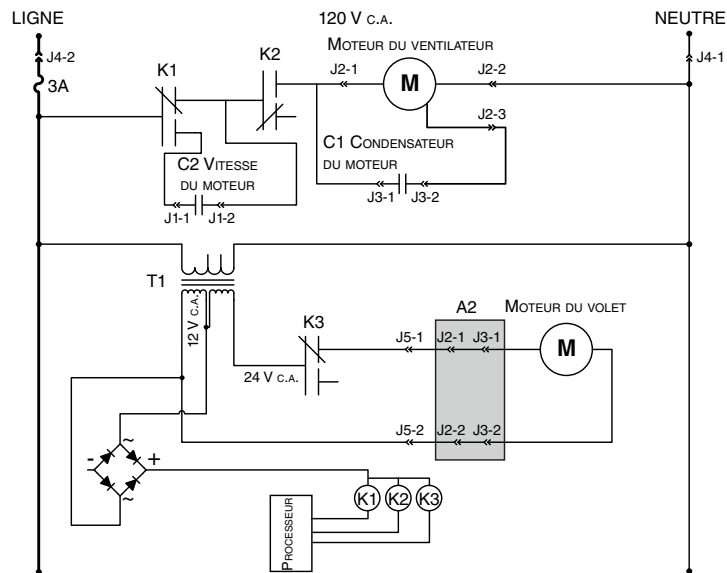 LIGNE
120 V C.A.
NEUTRE
J4-2
MOTEUR DU VENTILATEUR
J4-1
K1
K2
J2-1
M
J2-2
3A
J2-3
C1 CONDENSATEUR
DU MOTEUR
C2 VITESSE
DU MOTEUR
J3-1
J3-2
J1-1
J1-2
T1
A2
MOTEUR DU VOLET
12 V C.A.
K3
J5-1
J2-1
J3-1
M
24 V C.A.
J5-2
J2-2
J3-2
~
-
+
~
K1
K2
K3
PROCESSEUR